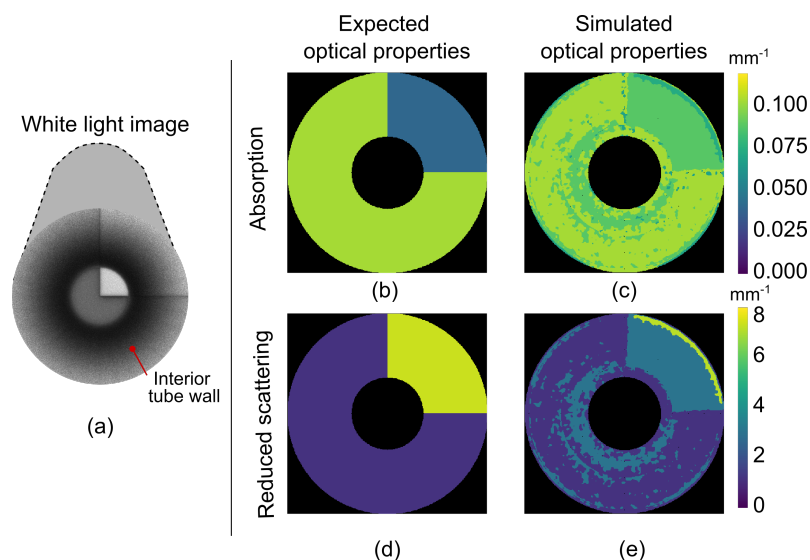 Expected
optical properties
Simulated
optical properties
White light image
Interior
tube wall
(a)
Absorption
(b)
(c)
mm⁻¹
0.100
0.075
0.050
0.025
0.000
Reduced scattering
(d)
(e)
mm⁻¹
8
6
4
2
0